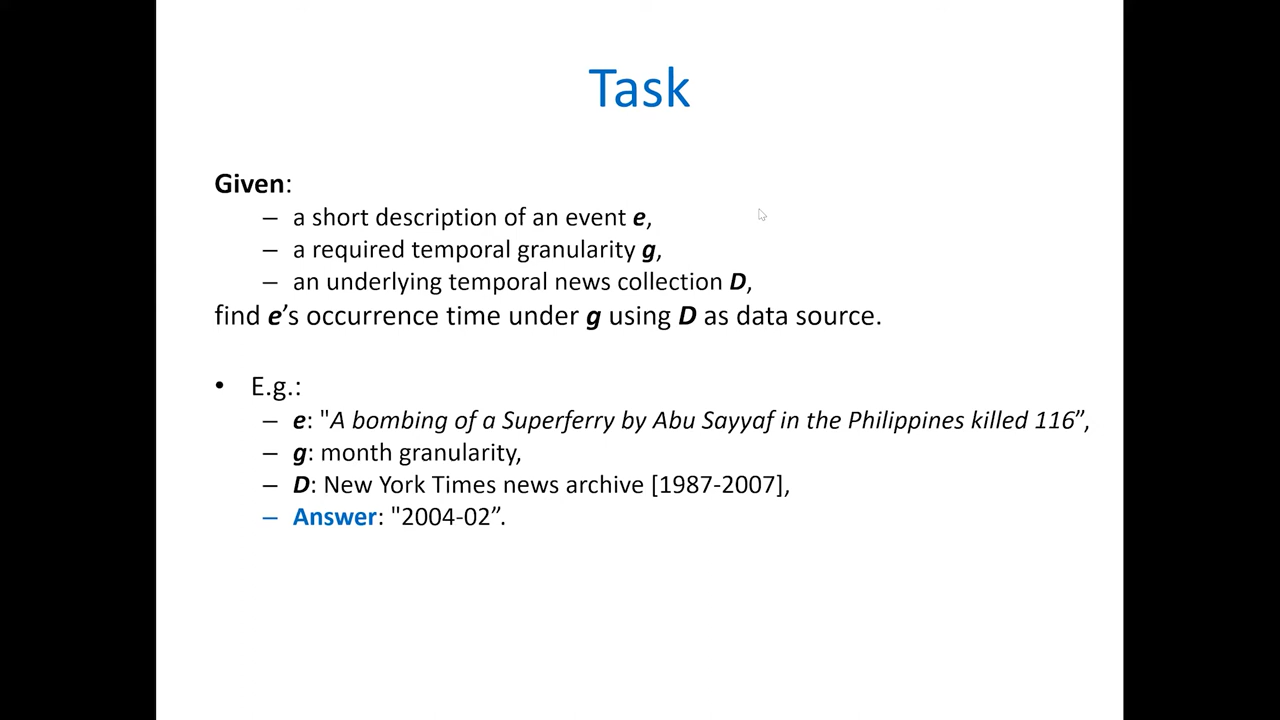 Task
Given:
– a short description of an event e,
– a required temporal granularity g,
– an underlying temporal news collection D,
find e’s occurrence time under g using D as data source.
• E.g.:
– e: "A bombing of a Superferry by Abu Sayyaf in the Philippines killed 116”,
– g: month granularity,
– D: New York Times news archive [1987-2007],
– Answer: "2004-02”.